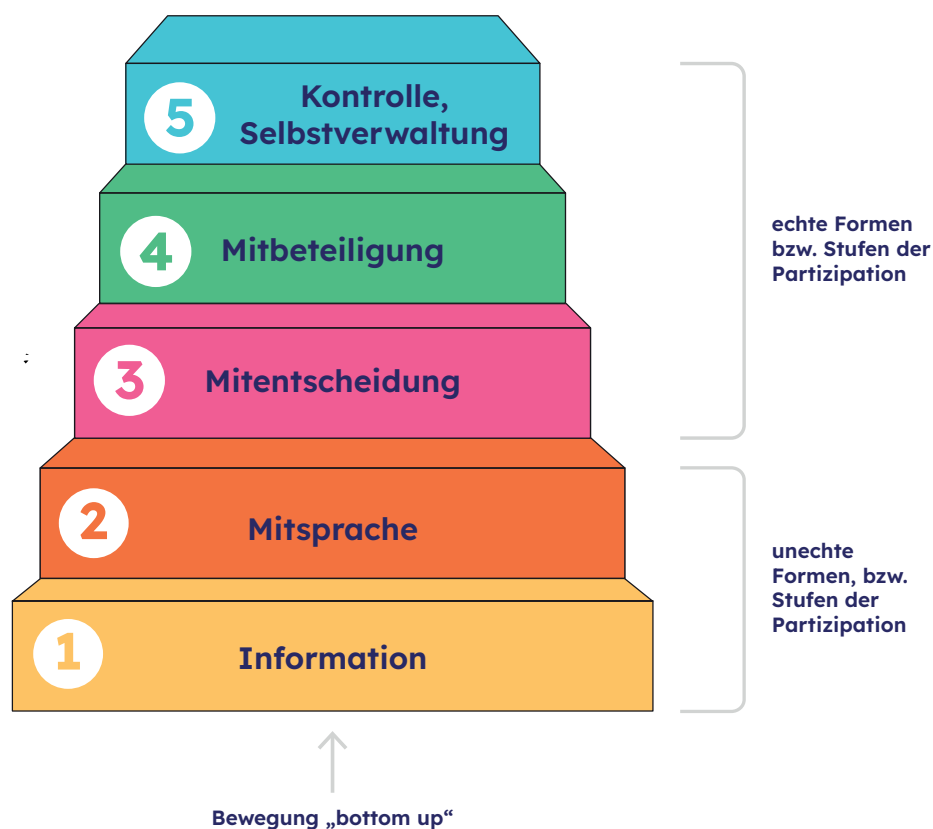 5
Kontrolle,
Selbstverwaltung
4
Mitbeteiligung
3
Mitentscheidung
2
Mitsprache
1
Information
echte Formen
bzw. Stufen der
Partizipation
unechte
Formen, bzw.
Stufen der
Partizipation
Bewegung „bottom up“